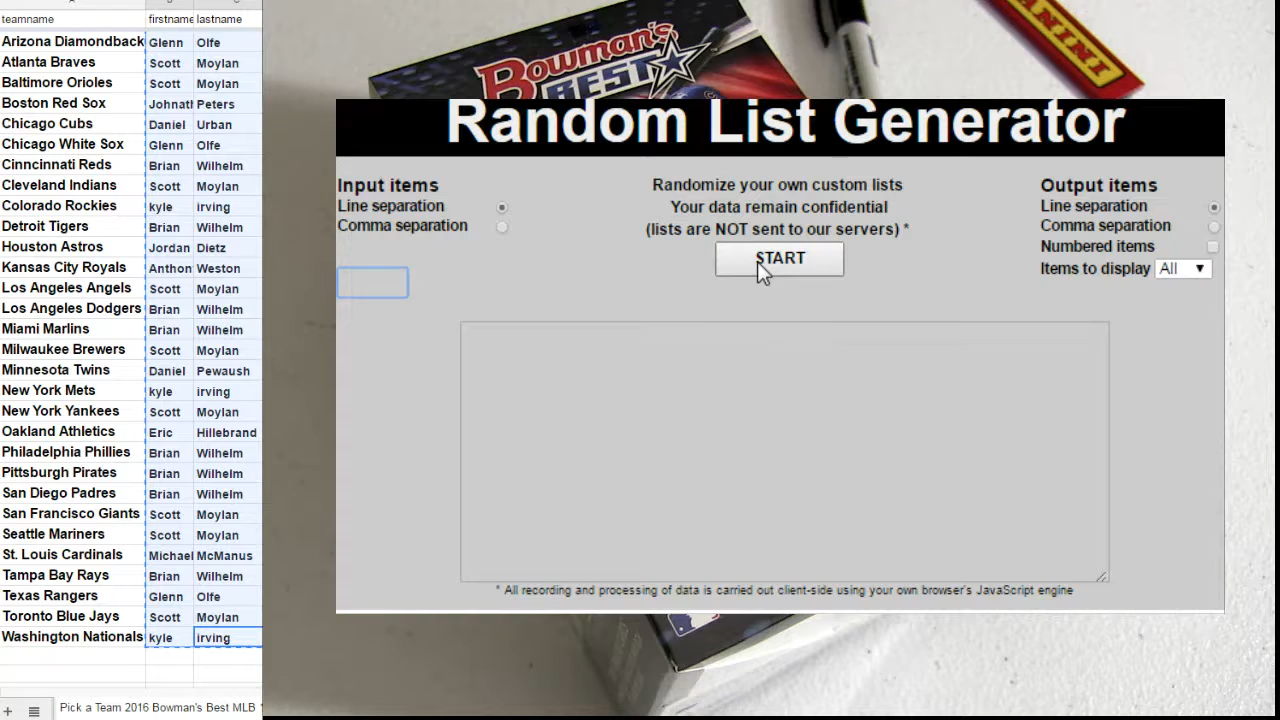 teamname firstname lastname
Arizona Diamondback Glenn Olfe
Atlanta Braves Scott Moylan
Baltimore Orioles Scott Moylan
Boston Red Sox Johnath Peters
Chicago Cubs Daniel Urban
Chicago White Sox Glenn Olfe
Cinncinnati Reds Brian Wilhelm
Cleveland Indians Scott Moylan
Colorado Rockies kyle irving
Detroit Tigers Brian Wilhelm
Houston Astros Jordan Dietz
Kansas City Royals Anthon Weston
Los Angeles Angels Scott Moylan
Los Angeles Dodgers Brian Wilhelm
Miami Marlins Brian Wilhelm
Milwaukee Brewers Scott Moylan
Minnesota Twins Daniel Pewaush
New York Mets kyle irving
New York Yankees Scott Moylan
Oakland Athletics Eric Hillebrand
Philadelphia Phillies Brian Wilhelm
Pittsburgh Pirates Brian Wilhelm
San Diego Padres Brian Wilhelm
San Francisco Giants Scott Moylan
Seattle Mariners Scott Moylan
St. Louis Cardinals Michael McManus
Tampa Bay Rays Brian Wilhelm
Texas Rangers Glenn Olfe
Toronto Blue Jays Scott Moylan
Washington Nationals kyle irving
Pick a Team 2016 Bowman's Best MLB
BOWMAN'S
BEST
PANINI
Random List Generator
Input items
Line separation
Comma separation
Randomize your own custom lists
Your data remain confidential
(lists are NOT sent to our servers) *
START
Output items
Line separation
Comma separation
Numbered items
Items to display All
* All recording and processing of data is carried out client-side using your own browser's JavaScript engine